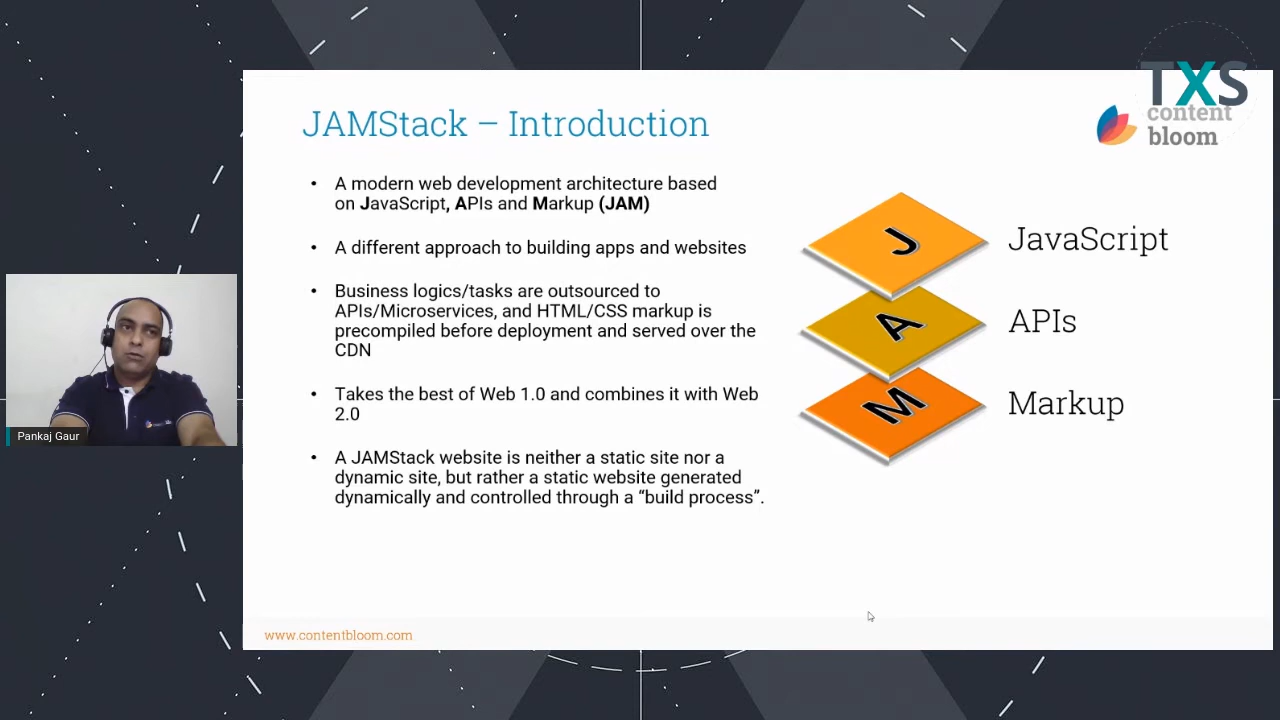 TXS
content
bloom
JAMStack – Introduction
• A modern web development architecture based
on JavaScript, APIs and Markup (JAM)
• A different approach to building apps and websites
• Business logics/tasks are outsourced to
APIs/Microservices, and HTML/CSS markup is
precompiled before deployment and served over the
CDN
• Takes the best of Web 1.0 and combines it with Web
2.0
• A JAMStack website is neither a static site nor a
dynamic site, but rather a static website generated
dynamically and controlled through a “build process”.
J
JavaScript
A
APIs
M
Markup
Pankaj Gaur
www.contentbloom.com